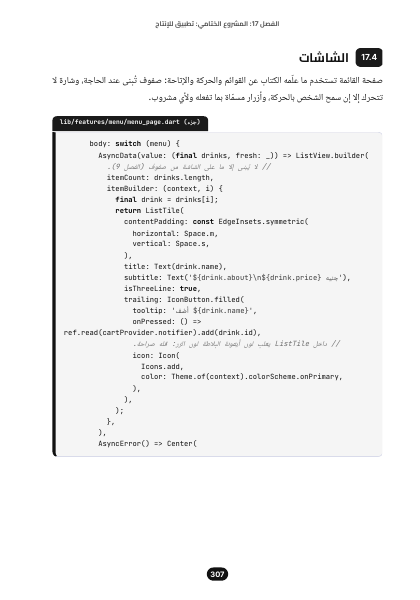 الفصل 17: المشروع الختامي: تطبيق للإنتاج
17.4 الشاشات
صفحة القائمة تستخدم ما علّمه الكتاب عن القوائم والحركة والإتاحة: صفوف تُبنى عند الحاجة، وشارة لا
تتحرك إلا إن سمح الشخص بالحركة، وأزرار مسمّاة بما تفعله ولأي مشروب.
lib/features/menu/menu_page.dart (جزء)
body: switch (menu) {
AsyncData(value: (final drinks, fresh: _)) => ListView.builder(
// لا يُبنى إلا ما على الشاشة من صفوف (الفصل 9).
itemCount: drinks.length,
itemBuilder: (context, i) {
final drink = drinks[i];
return ListTile(
contentPadding: const EdgeInsets.symmetric(
horizontal: Space.m,
vertical: Space.s,
),
title: Text(drink.name),
subtitle: Text('${drink.about}\n${drink.price} جنيه'),
isThreeLine: true,
trailing: IconButton.filled(
tooltip: 'أضف ${drink.name}',
onPressed: () =>
ref.read(cartProvider.notifier).add(drink.id),
// داخل ListTile يغلب لون أيقونة البلاطة لون الزر: قله صراحة.
icon: Icon(
Icons.add,
color: Theme.of(context).colorScheme.onPrimary,
),
),
);
},
),
AsyncError() => Center(
307